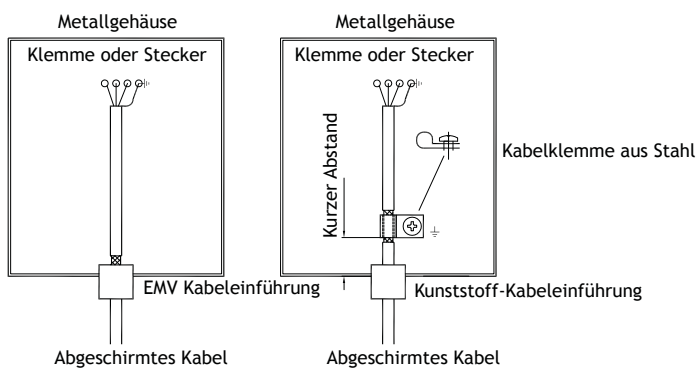 Metallgehäuse
Klemme oder Stecker
EMV Kabeleinführung
Abgeschirmtes Kabel
Metallgehäuse
Klemme oder Stecker
Kurzer Abstand
Kabelklemme aus Stahl
Kunststoff-Kabeleinführung
Abgeschirmtes Kabel